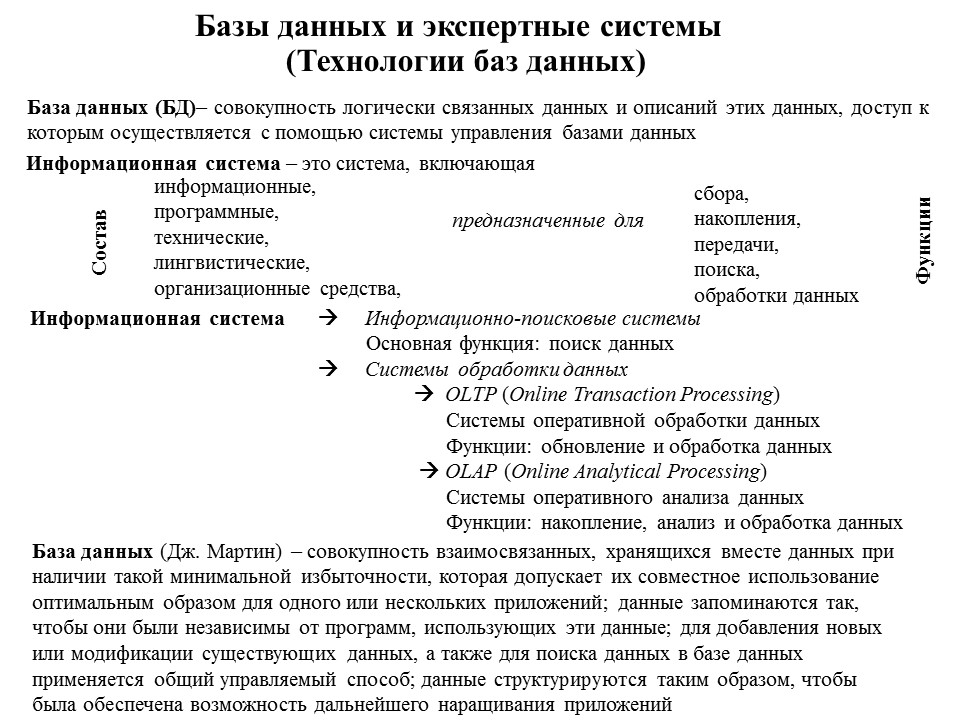 Базы данных и экспертные системы
(Технологии баз данных)
База данных (БД)– совокупность логически связанных данных и описаний этих данных, доступ к
которым осуществляется с помощью системы управления базами данных
Информационная система – это система, включающая
Состав
информационные,
программные,
технические,
лингвистические,
организационные средства,
предназначенные для
сбора,
накопления,
передачи,
поиска,
обработки данных
Функции
Информационная система → Информационно-поисковые системы
Основная функция: поиск данных
→ Системы обработки данных
→ OLTP (Online Transaction Processing)
Системы оперативной обработки данных
Функции: обновление и обработка данных
→ OLAP (Online Analytical Processing)
Системы оперативного анализа данных
Функции: накопление, анализ и обработка данных
База данных (Дж. Мартин) – совокупность взаимосвязанных, хранящихся вместе данных при
наличии такой минимальной избыточности, которая допускает их совместное использование
оптимальным образом для одного или нескольких приложений; данные запоминаются так,
чтобы они были независимы от программ, использующих эти данные; для добавления новых
или модификации существующих данных, а также для поиска данных в базе данных
применяется общий управляемый способ; данные структурируются таким образом, чтобы
была обеспечена возможность дальнейшего наращивания приложений